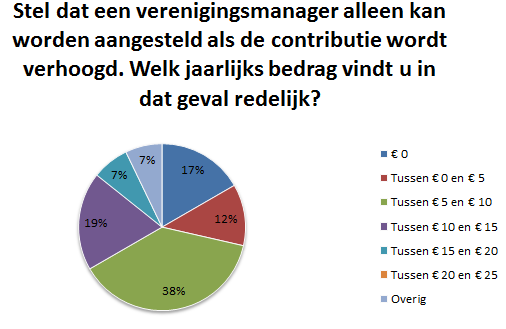 Stel dat een verenigingsmanager alleen kan
worden aangesteld als de contributie wordt
verhoogd. Welk jaarlijks bedrag vindt u in
dat geval redelijk?
7%
17%
7%
12%
19%
38%
€ 0
Tussen € 0 en € 5
Tussen € 5 en € 10
Tussen € 10 en € 15
Tussen € 15 en € 20
Tussen € 20 en € 25
Overig